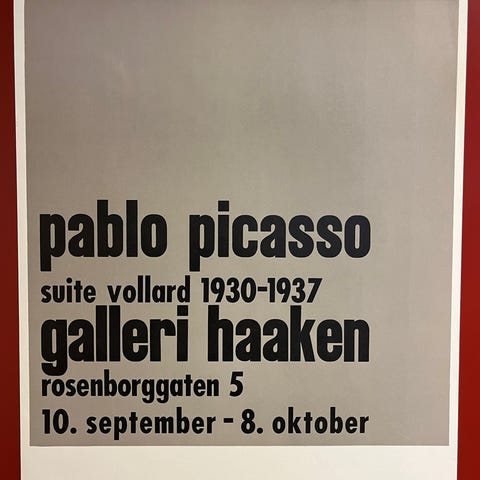 pablo picasso
suite vollard 1930-1937
galleri haaken
rosenborggaten 5
10. september - 8. oktober